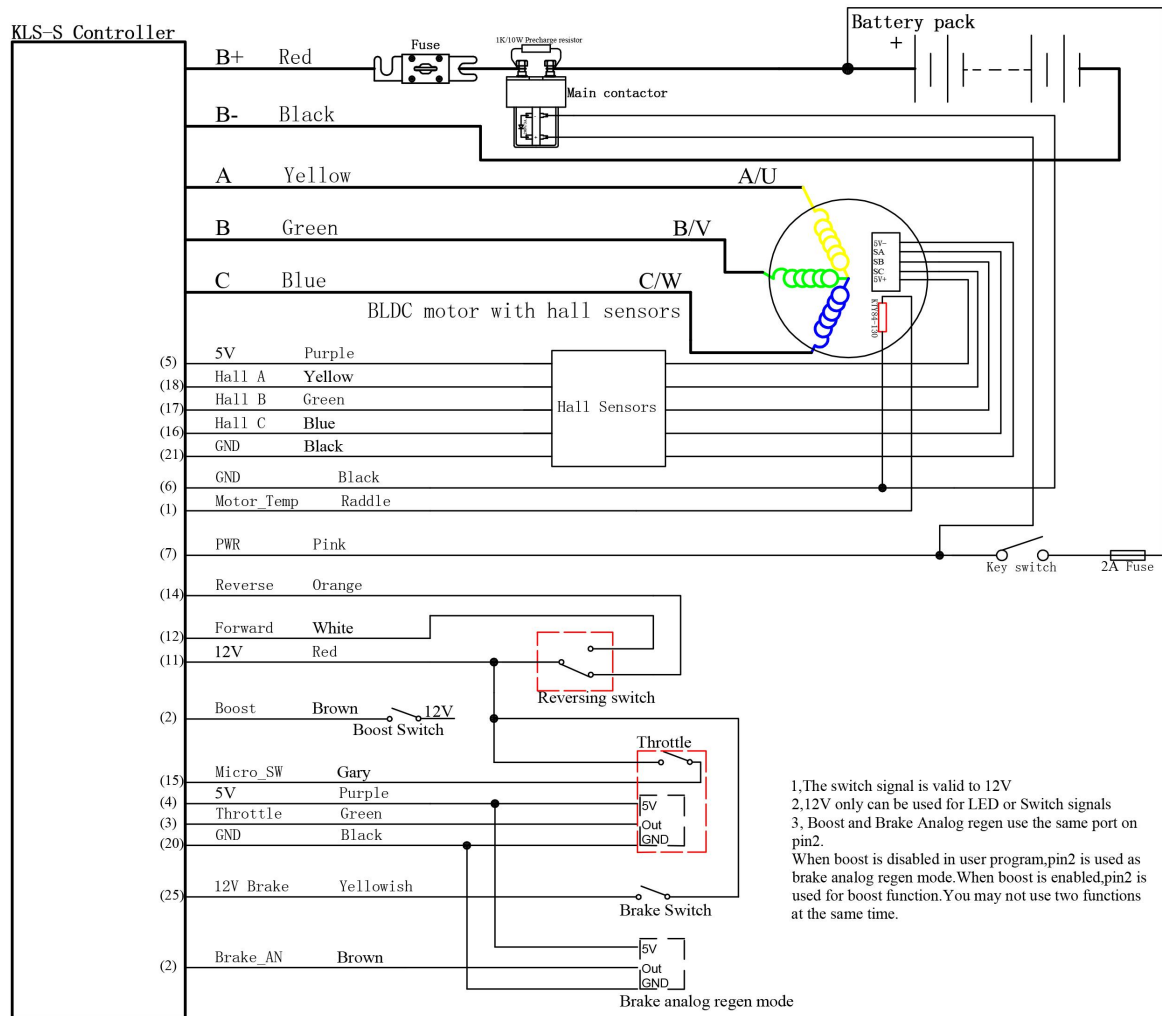 KLS-S Controller
Battery pack
+
B+ Red
Fuse
1K/10W Precharge resistor
Main contactor
B- Black
A Yellow A/U
B Green B/V
C Blue C/W
BLDC motor with hall sensors
5V-
SA
SB
SC
5V+
KTY84-130
(5) 5V Purple
(18) Hall A Yellow
(17) Hall B Green
(16) Hall C Blue
(21) GND Black
Hall Sensors
(6) GND Black
(1) Motor_Temp Raddle
(7) PWR Pink
Key switch
2A Fuse
(14) Reverse Orange
(12) Forward White
(11) 12V Red
Reversing switch
(2) Boost Brown 12V
Boost Switch
Throttle
(15) Micro_SW Gary
(4) 5V Purple
5V
(3) Throttle Green
Out
(20) GND Black
GND
(25) 12V Brake Yellowish
Brake Switch
5V
(2) Brake_AN Brown
Out
GND
Brake analog regen mode
1,The switch signal is valid to 12V
2,12V only can be used for LED or Switch signals
3, Boost and Brake Analog regen use the same port on
pin2.
When boost is disabled in user program,pin2 is used as
brake analog regen mode.When boost is enabled,pin2 is
used for boost function.You may not use two functions
at the same time.